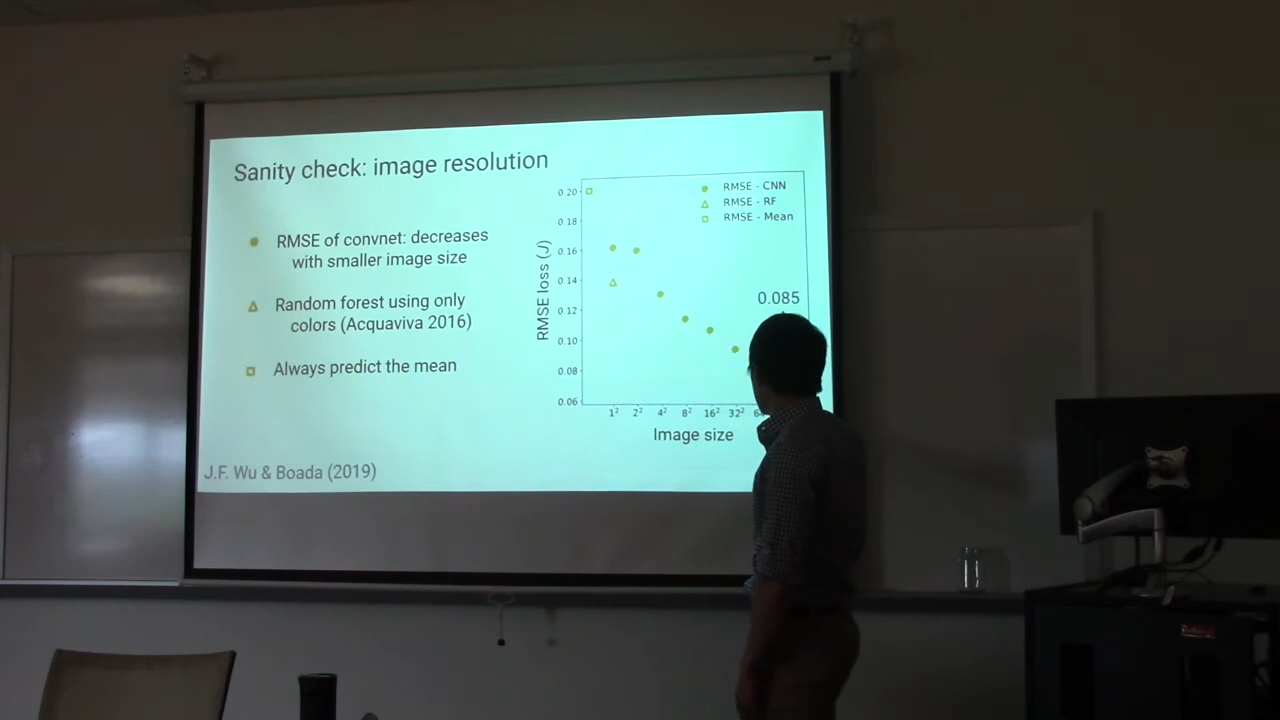 Sanity check: image resolution
RMSE of convnet: decreases
with smaller image size
Random forest using only
colors (Acquaviva 2016)
Always predict the mean
J.F. Wu & Boada (2019)
RMSE - CNN
RMSE - RF
RMSE - Mean
0.085
RMSE loss (J)
0.20
0.18
0.16
0.14
0.12
0.10
0.08
0.06
1² 2² 4² 8² 16² 32²
Image size